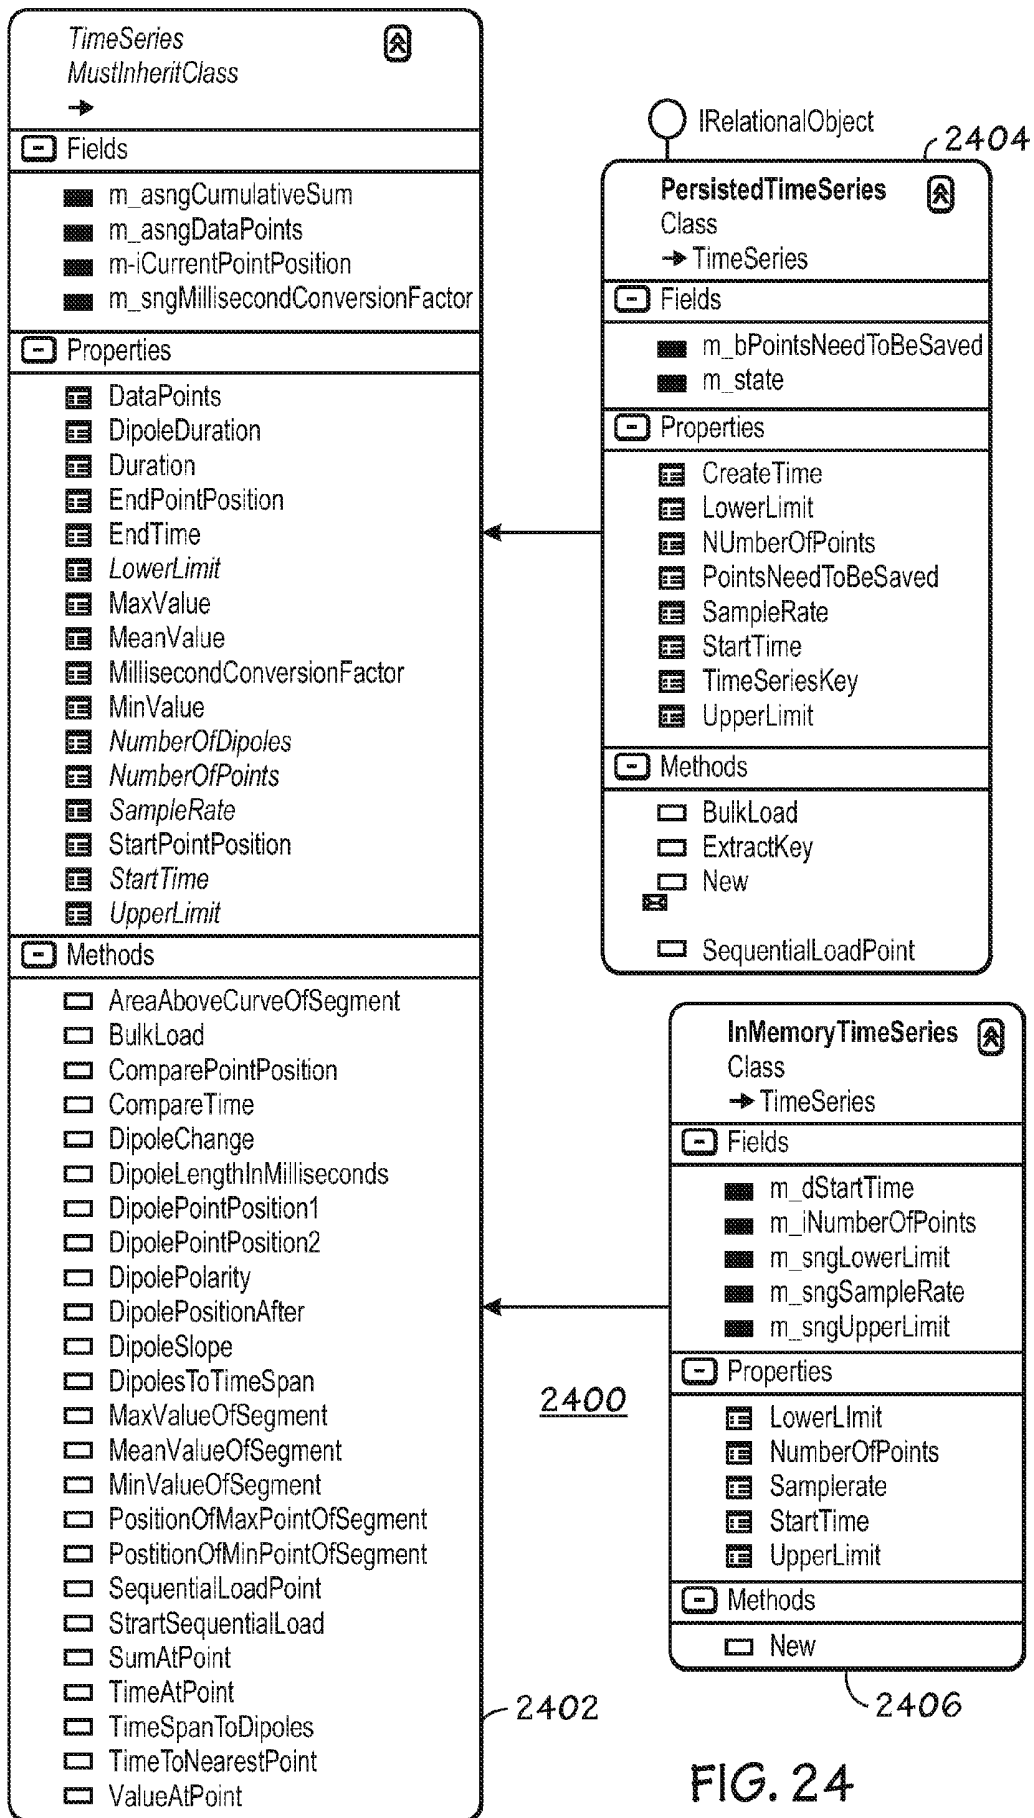 TimeSeries
MustInheritClass
Fields
m_asngCumulativeSum
m_asngDataPoints
m-iCurrentPointPosition
m_sngMillisecondConversionFactor
Properties
DataPoints
DipoleDuration
Duration
EndPointPosition
EndTime
LowerLimit
MaxValue
MeanValue
MillisecondConversionFactor
MinValue
NumberOfDipoles
NumberOfPoints
SampleRate
StartPointPosition
StartTime
UpperLimit
Methods
AreaAboveCurveOfSegment
BulkLoad
ComparePointPosition
CompareTime
DipoleChange
DipoleLengthInMilliseconds
DipolePointPosition1
DipolePointPosition2
DipolePolarity
DipolePositionAfter
DipoleSlope
DipolesToTimeSpan
MaxValueOfSegment
MeanValueOfSegment
MinValueOfSegment
PositionOfMaxPointOfSegment
PostitionOfMinPointOfSegment
SequentialLoadPoint
StrartSequentialLoad
SumAtPoint
TimeAtPoint
TimeSpanToDipoles
TimeToNearestPoint
ValueAtPoint
2402
IRelationalObject
2404
PersistedTimeSeries
Class
TimeSeries
Fields
m_bPointsNeedToBeSaved
m_state
Properties
CreateTime
LowerLimit
NUmberOfPoints
PointsNeedToBeSaved
SampleRate
StartTime
TimeSeriesKey
UpperLimit
Methods
BulkLoad
ExtractKey
New
SequentialLoadPoint
InMemoryTimeSeries
Class
TimeSeries
Fields
m_dStartTime
m_iNumberOfPoints
m_sngLowerLimit
m_sngSampleRate
m_sngUpperLimit
Properties
LowerLImit
NumberOfPoints
Samplerate
StartTime
UpperLimit
Methods
New
2406
2400
FIG. 24